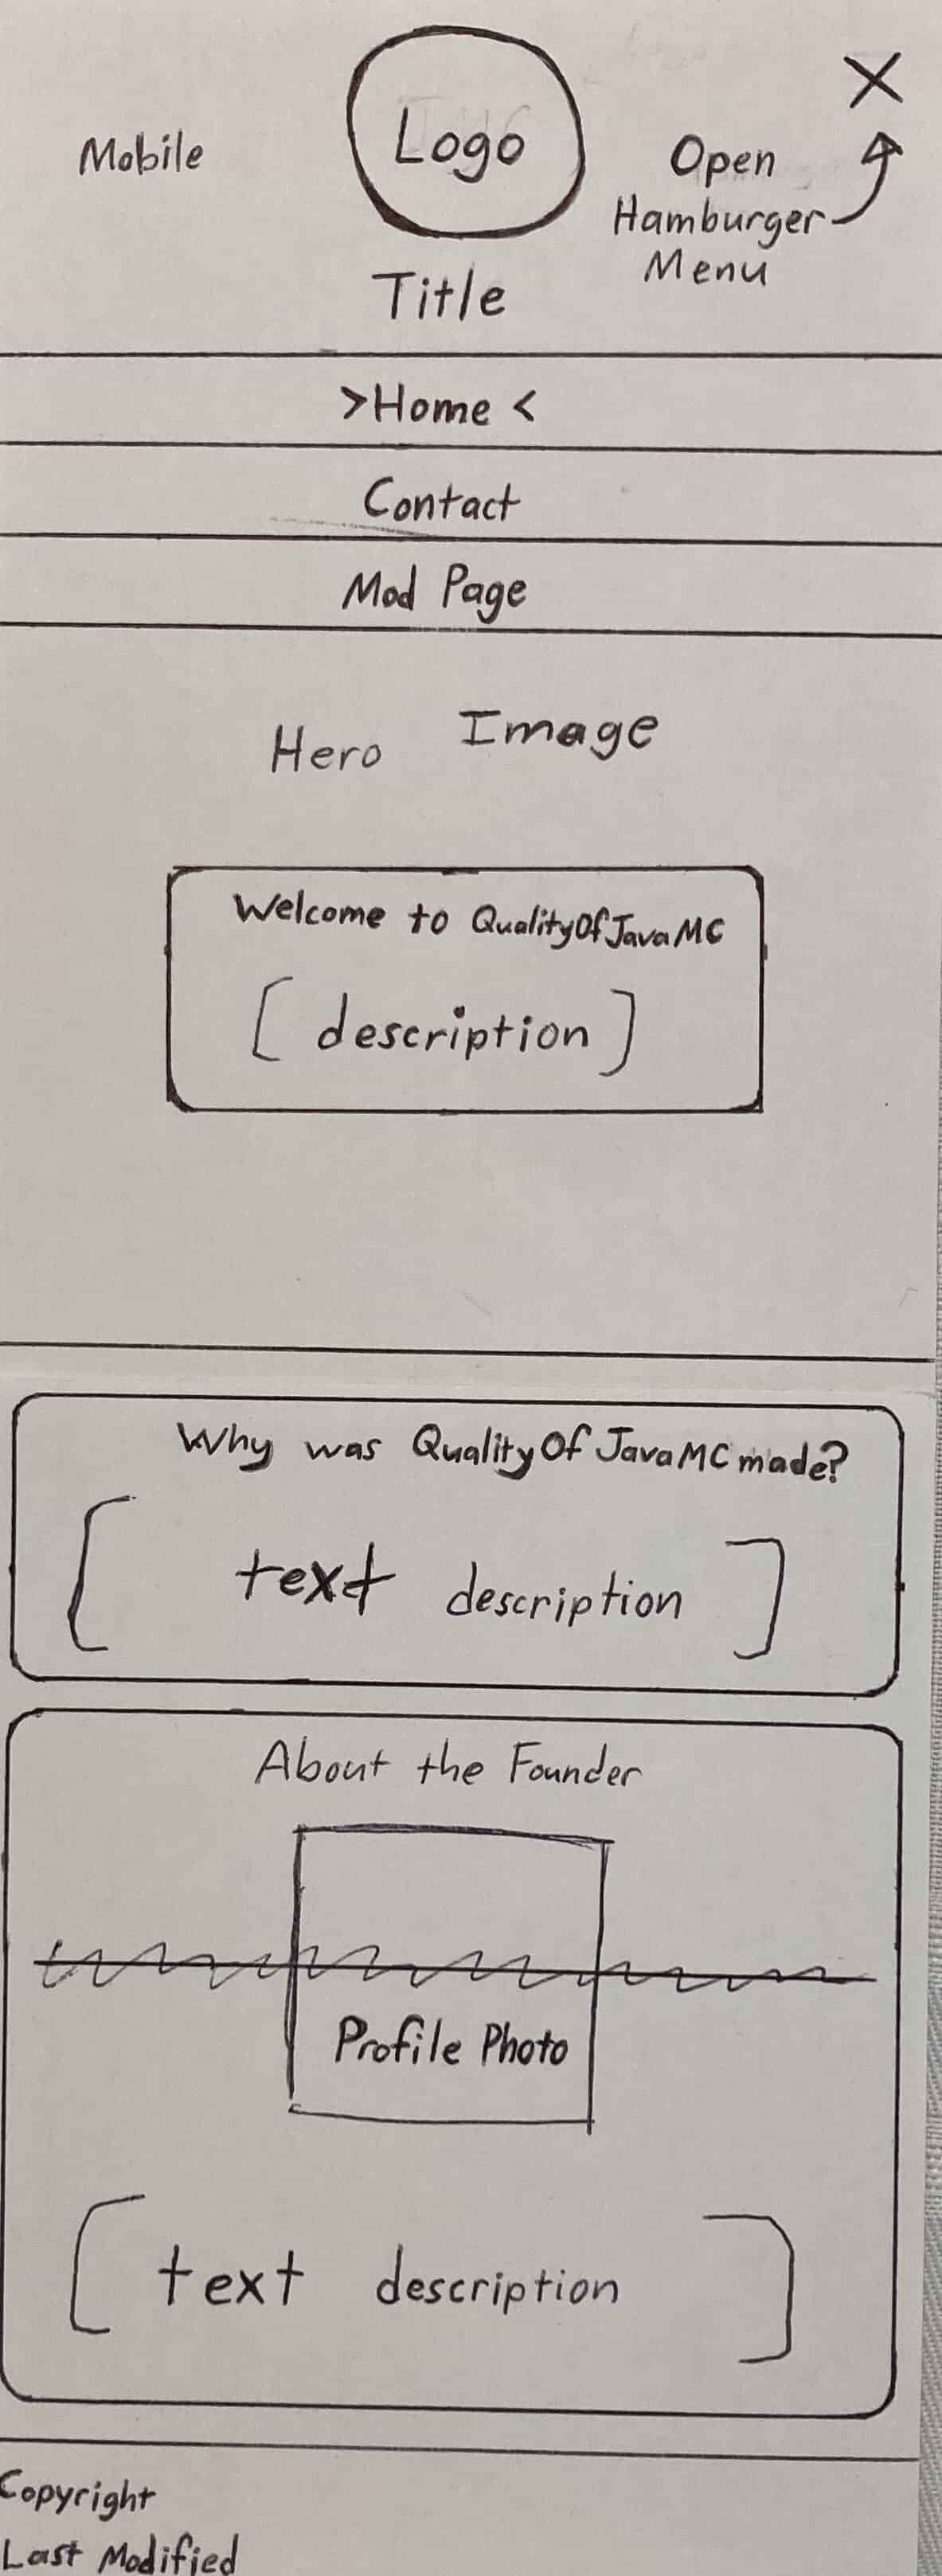 Mobile
Logo
X
Open
Hamburger
Menu
Title
>Home<
Contact
Mod Page
Hero Image
Welcome to QualityOfJavaMC
[description]
Why was QualityOfJavaMC made?
[text description]
About the Founder
Profile Photo
[text description]
Copyright
Last Modified